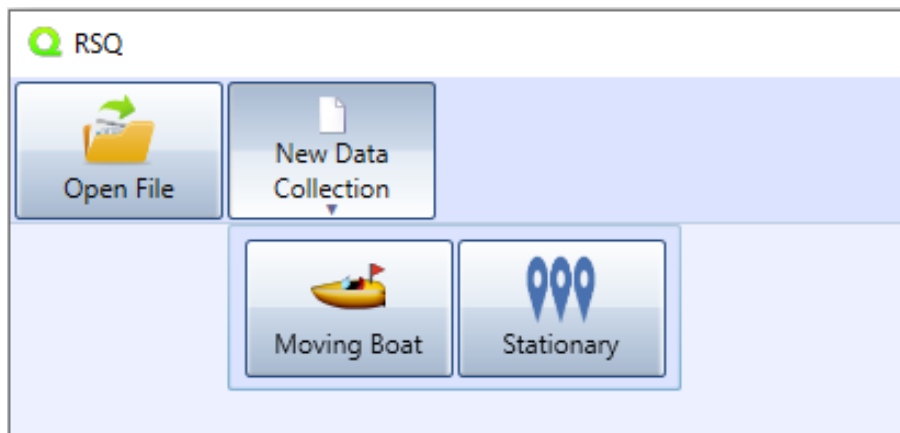 RSQ
Open File
New Data
Collection
Moving Boat
Stationary